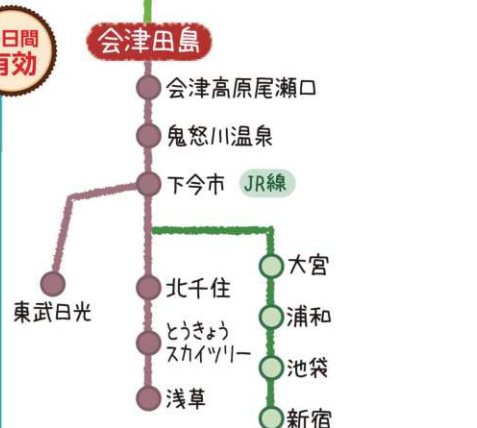 日間
有効
会津田島
会津高原尾瀬口
鬼怒川温泉
下今市 JR線
大宮
東武日光
北千住
浦和
とうきょう
スカイツリー
池袋
浅草
新宿